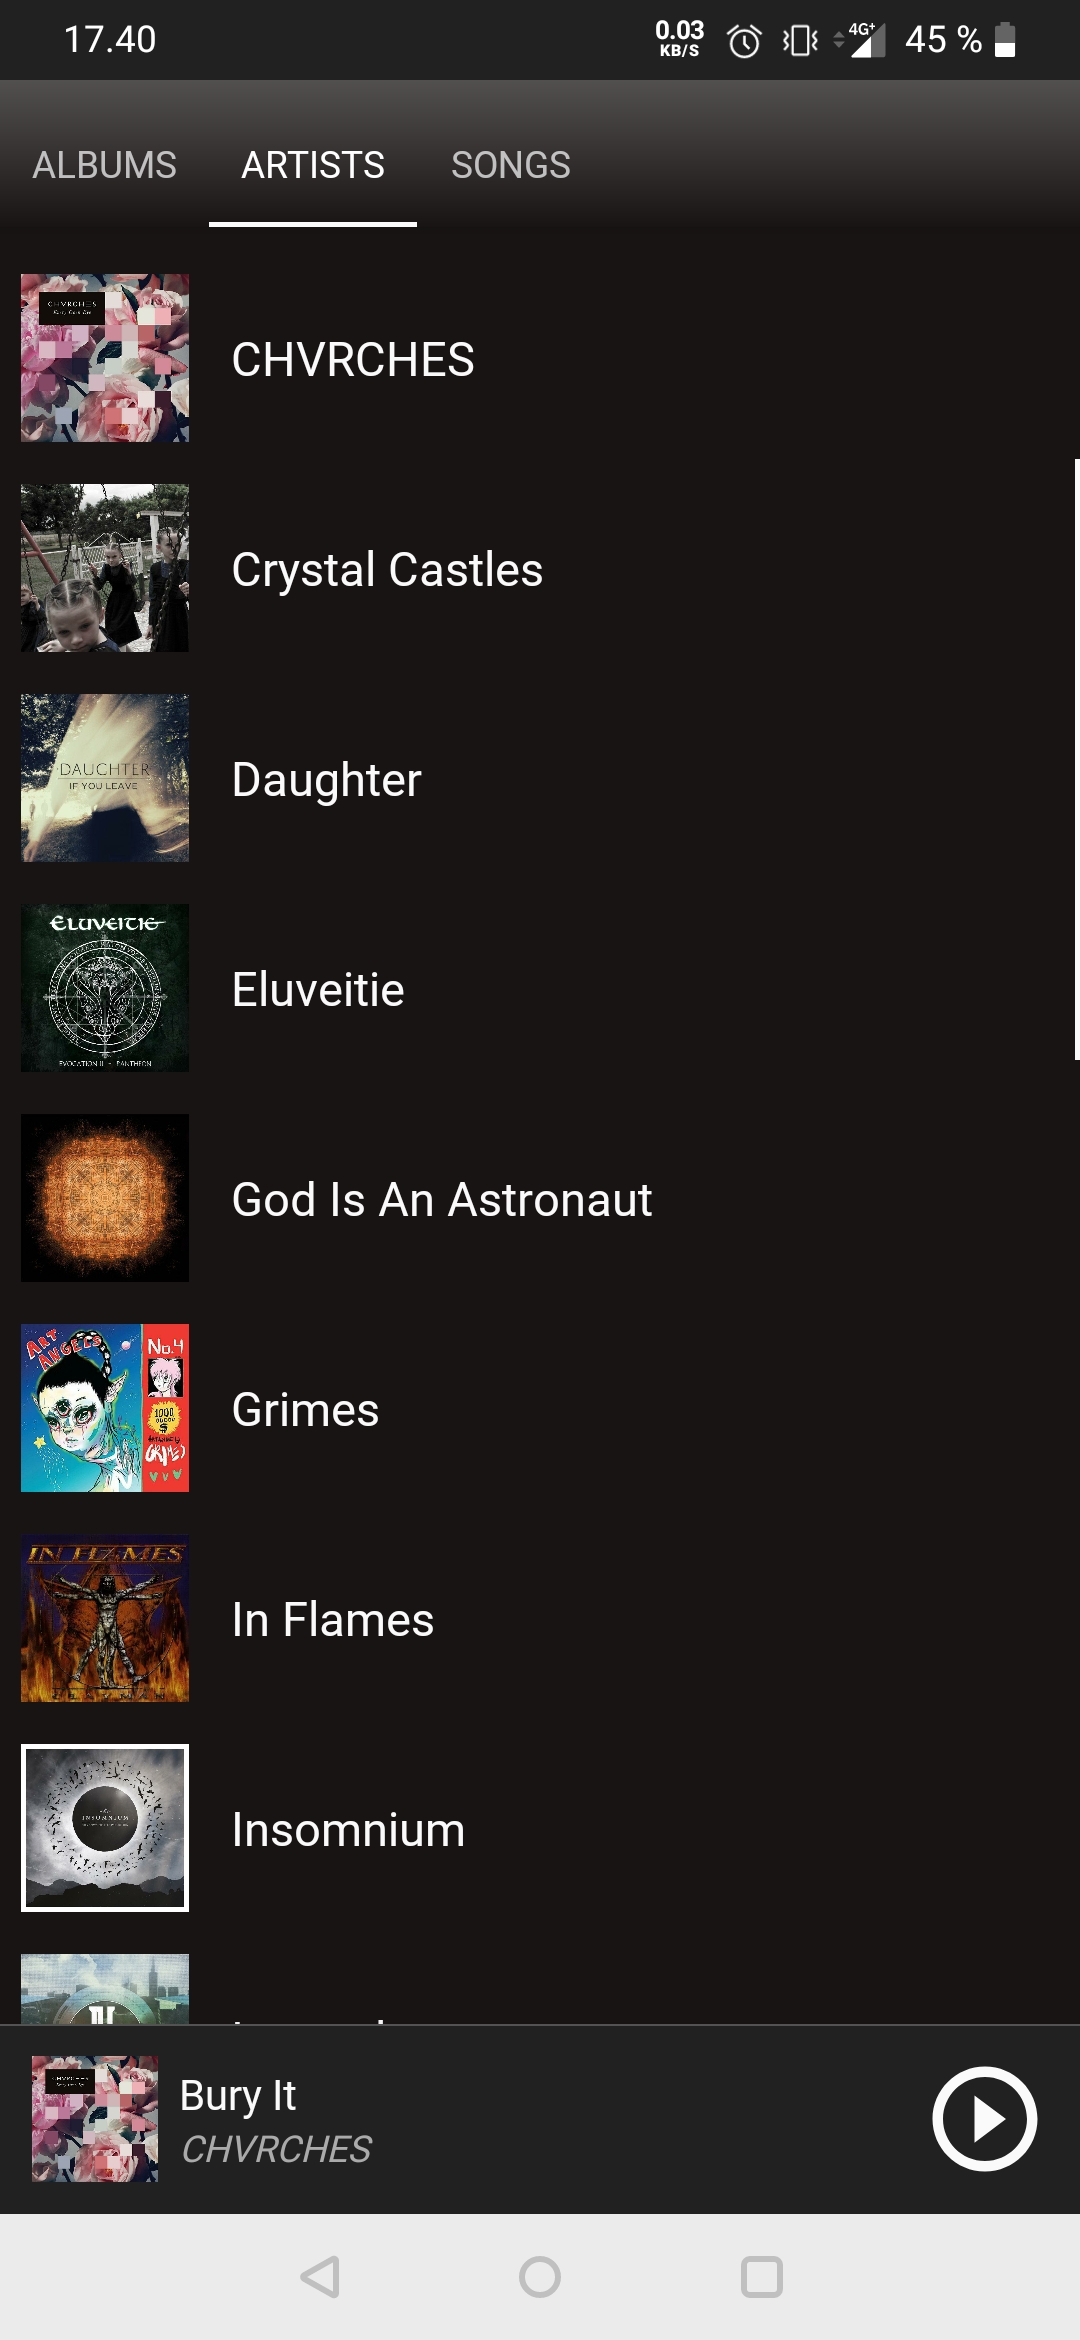 17.40
0.03
KB/S
4G+
45 %
ALBUMS ARTISTS SONGS
CHVRCHES
CHVRCHES
Crystal Castles
DAUGHTER
IF YOU LEAVE
Daughter
ELUVEITIE
EVOCATION II - PANTHEON
Eluveitie
God Is An Astronaut
ART ANGELS
No.4
GRIMES
Grimes
IN FLAMES
In Flames
INSOMNIUM
Insomnium
CHVRCHES
Bury It
CHVRCHES